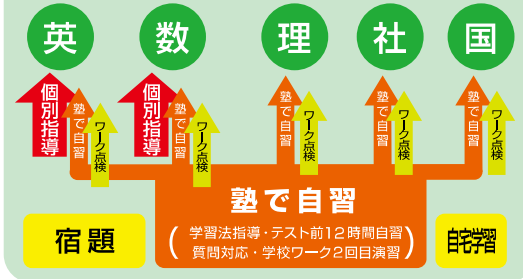 英 数 理 社 国
個別指導 塾で自習 ワーク点検
個別指導 塾で自習 ワーク点検
塾で自習 ワーク点検
塾で自習 ワーク点検
塾で自習 ワーク点検
塾で自習
(学習法指導・テスト前12時間自習
質問対応・学校ワーク2回目演習)
宿題
自宅学習